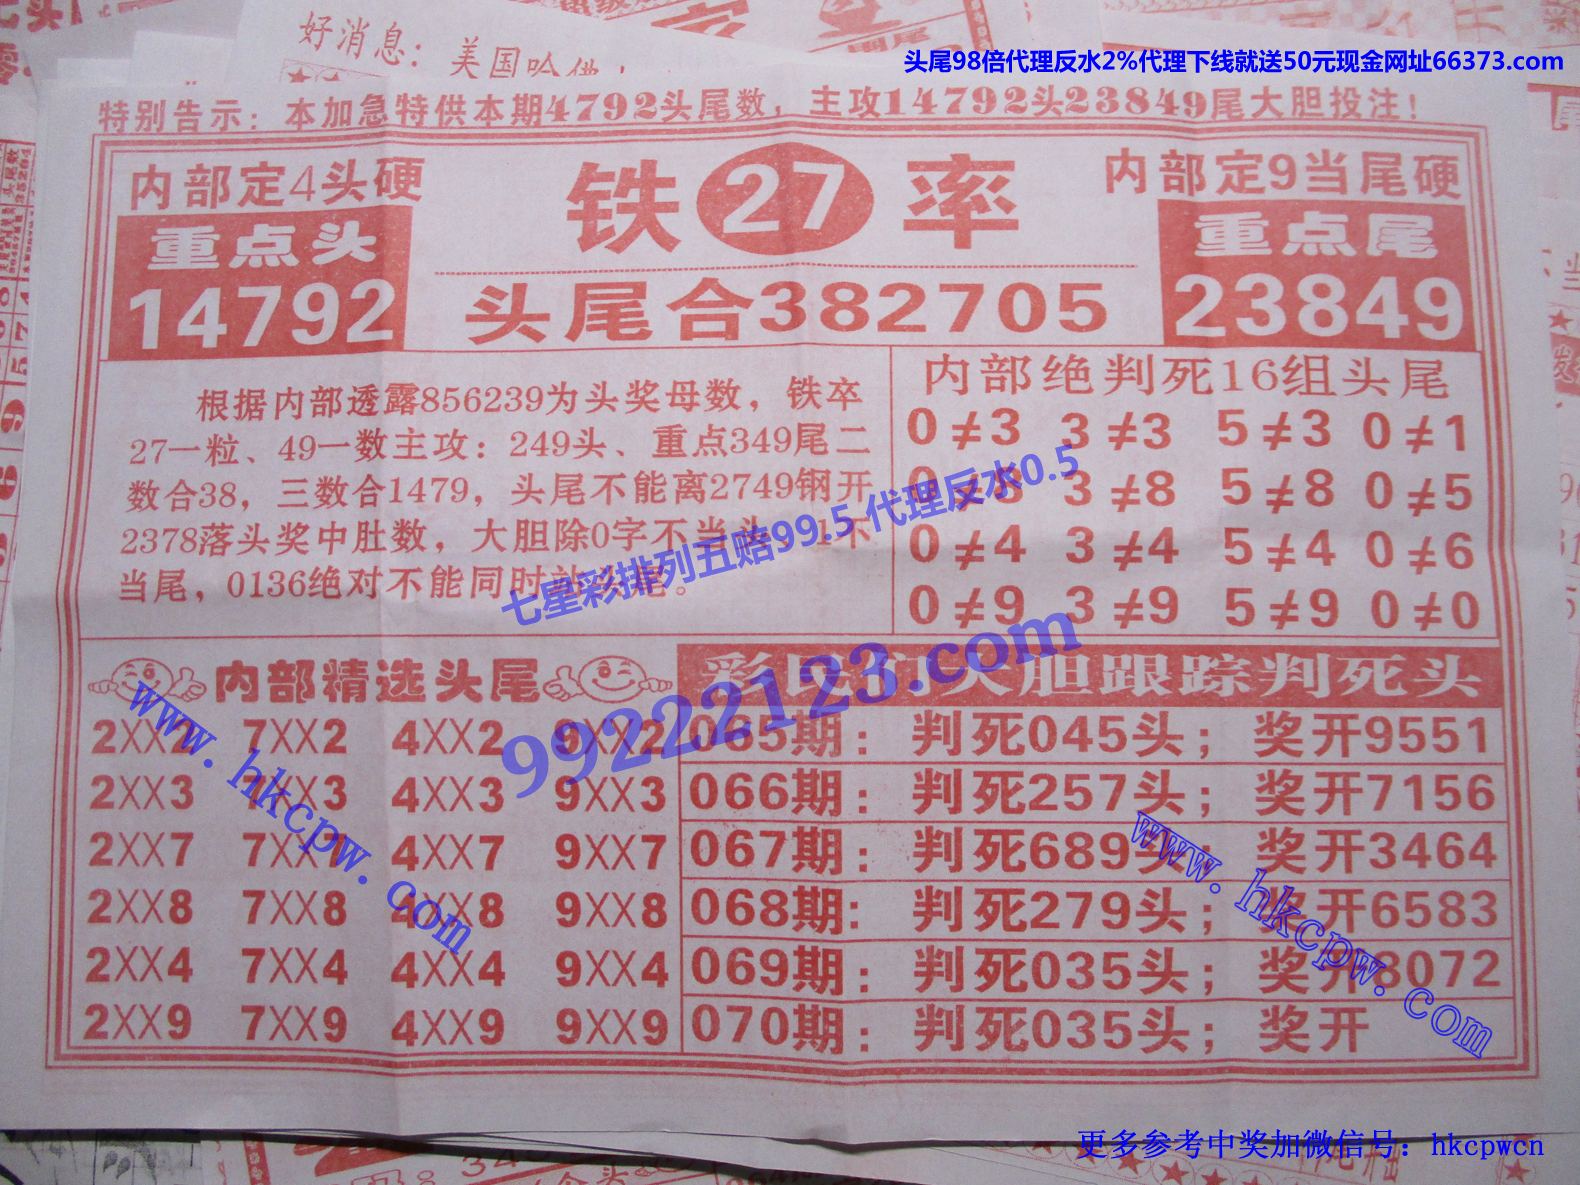 好消息：美国哈佛
头尾98倍代理反水2%代理下线就送50元现金网址66373.com
特别告示：本加急特供本期4792头尾数，主攻14792头23849尾大胆投注！
内部定4头硬
重点头
14792
铁27率
头尾合382705
内部定9当尾硬
重点尾
23849
根据内部透露856239为头奖母数，铁卒
27一粒、49一数主攻：249头、重点349尾二
数合38，三数合1479，头尾不能离2749钢开
2378落头奖中肚数，大胆除0字不当头，1不
当尾，0136绝对不能同时站头尾。
内部绝判死16组头尾
0≠3 3≠3 5≠3 0≠1
0≠8 3≠8 5≠8 0≠5
0≠4 3≠4 5≠4 0≠6
0≠9 3≠9 5≠9 0≠0
七星彩排列五赔99.5 代理反水0.5
99222123.com
内部精选头尾
2XX2 7XX2 4XX2 9XX2
2XX3 7XX3 4XX3 9XX3
2XX7 7XX7 4XX7 9XX7
2XX8 7XX8 4XX8 9XX8
2XX4 7XX4 4XX4 9XX4
2XX9 7XX9 4XX9 9XX9
www.hkcpw.com
彩民们大胆跟踪判死头
065期：判死045头；奖开9551
066期：判死257头；奖开7156
067期：判死689头；奖开3464
068期：判死279头；奖开6583
069期：判死035头；奖开8072
070期：判死035头；奖开
www.hkcpw.com
更多参考中奖加微信号：hkcpwcn